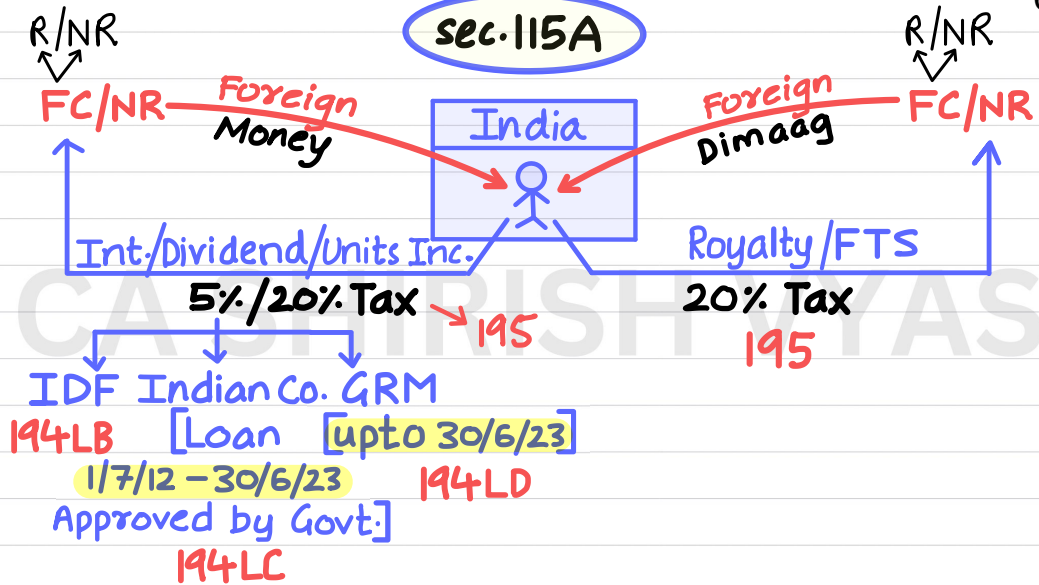 sec.115A
R/NR
R/NR
FC/NR
Foreign
Money
India
Foreign
Dimaag
FC/NR
Int./Dividend/Units Inc.
Royalty/FTS
5%/20% Tax
195
20% Tax
195
CA SHIRISH VYAS
IDF Indian Co. GRM
194LB [Loan [upto 30/6/23]
1/7/12 – 30/6/23
194LD
Approved by Govt.]
194LC